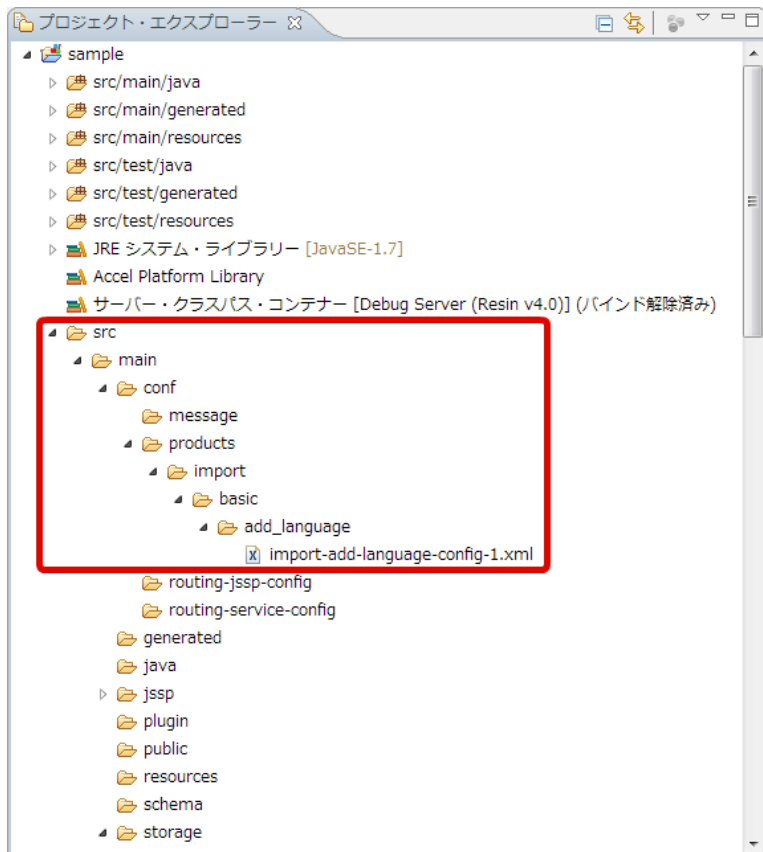 プロジェクト・エクスプローラー
sample
src/main/java
src/main/generated
src/main/resources
src/test/java
src/test/generated
src/test/resources
JRE システム・ライブラリー [JavaSE-1.7]
Accel Platform Library
サーバー・クラスパス・コンテナー [Debug Server (Resin v4.0)] (バインド解除済み)
src
main
conf
message
products
import
basic
add_language
import-add-language-config-1.xml
routing-jssp-config
routing-service-config
generated
java
jssp
plugin
public
resources
schema
storage